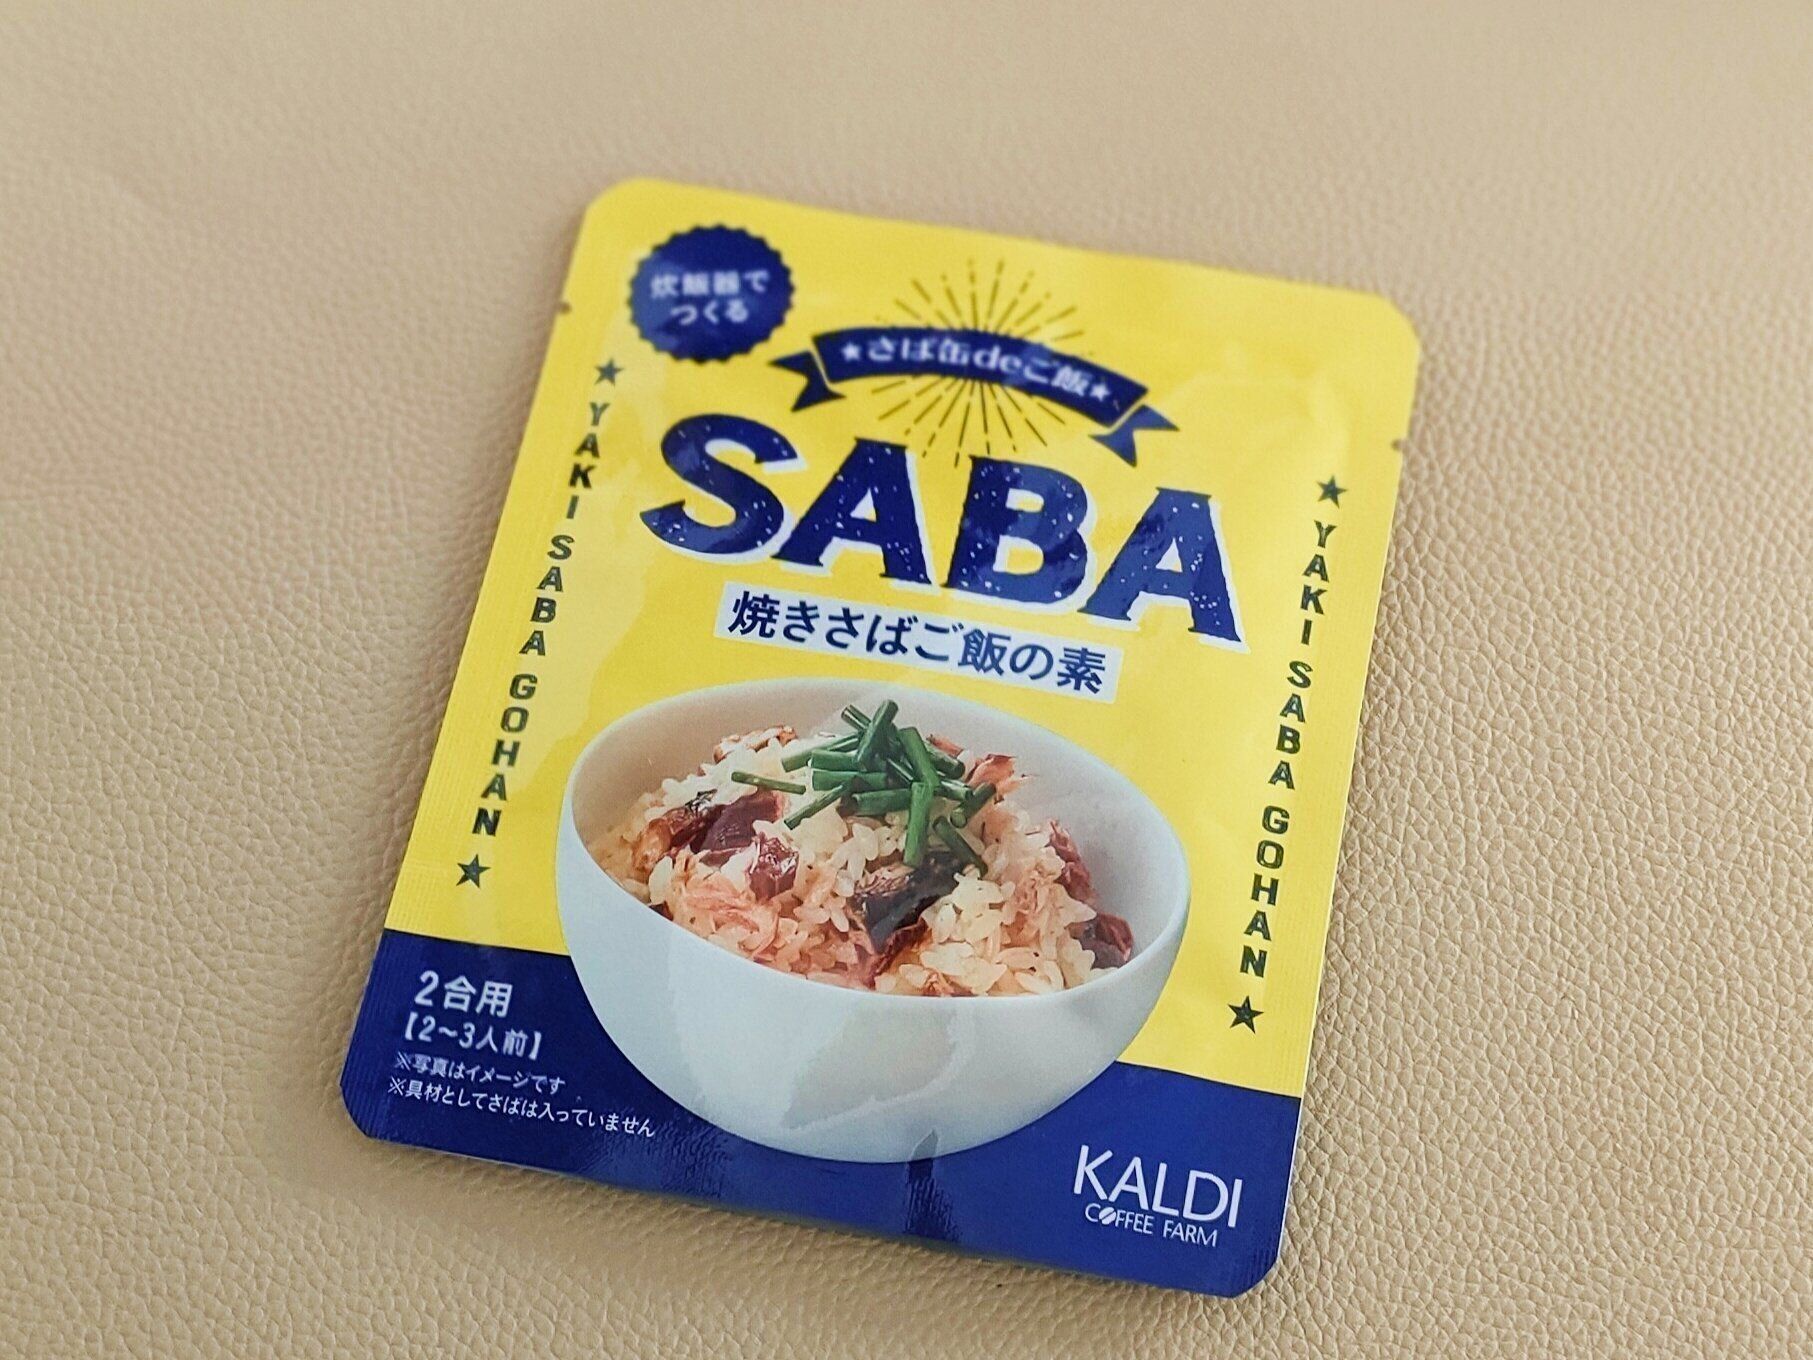 炊飯器で
つくる
★さば缶deご飯★
SABA
焼きさばご飯の素
★YAKI SABA GOHAN★
★YAKI SABA GOHAN★
2合用
【2〜3人前】
※写真はイメージです
※具材としてさばは入っていません
KALDI
COFFEE FARM